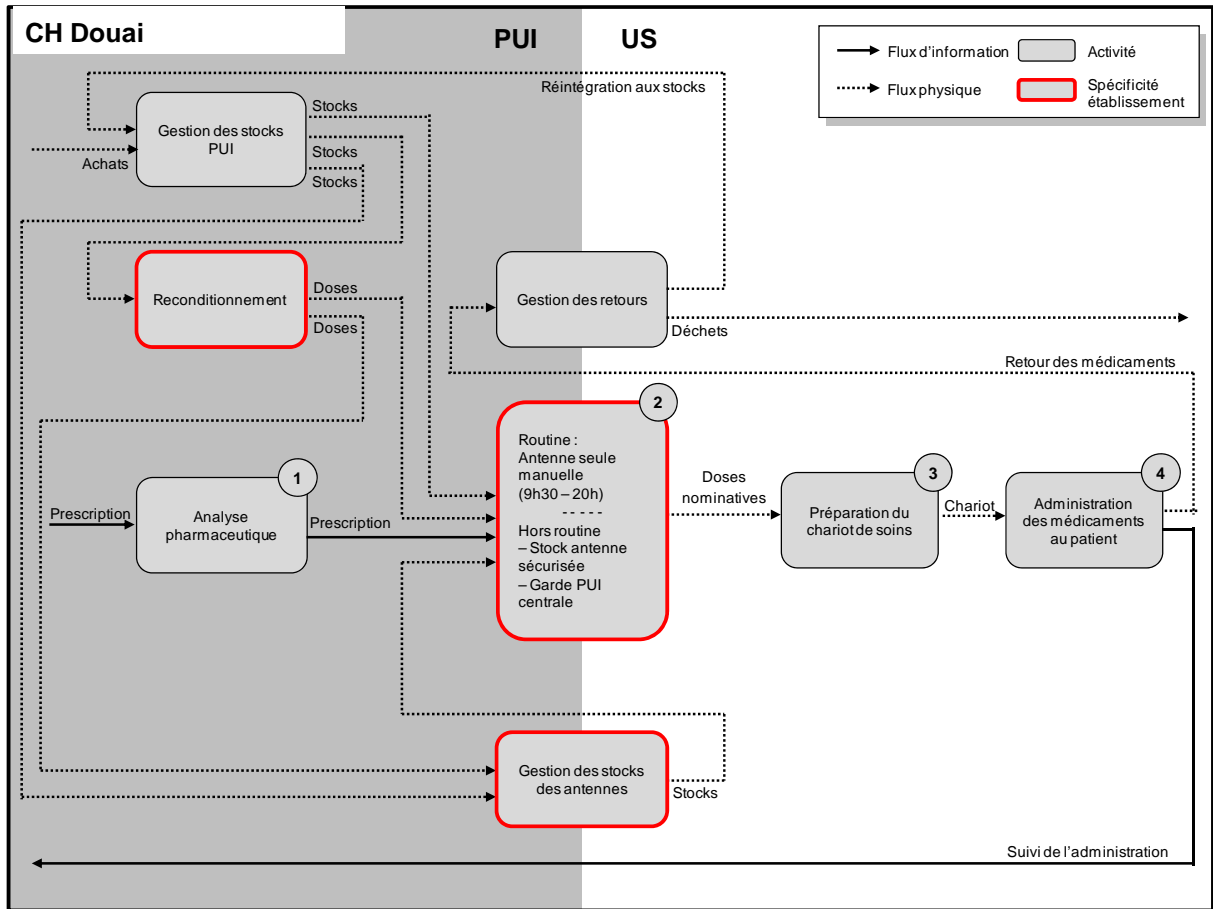 CH Douai
PUI
US
Flux d'information
Activité
Flux physique
Spécificité
établissement
Réintégration aux stocks
Stocks
Gestion des stocks
PUI
Achats
Stocks
Stocks
Reconditionnement
Doses
Doses
Gestion des retours
Déchets
Retour des médicaments
1
Prescription
Analyse
pharmaceutique
Prescription
2
Routine :
Antenne seule
manuelle
(9h30 – 20h)
- - - - -
Hors routine
– Stock antenne
sécurisée
– Garde PUI
centrale
Doses
nominatives
3
Préparation du
chariot de soins
Chariot
4
Administration
des médicaments
au patient
Gestion des stocks
des antennes
Stocks
Suivi de l'administration